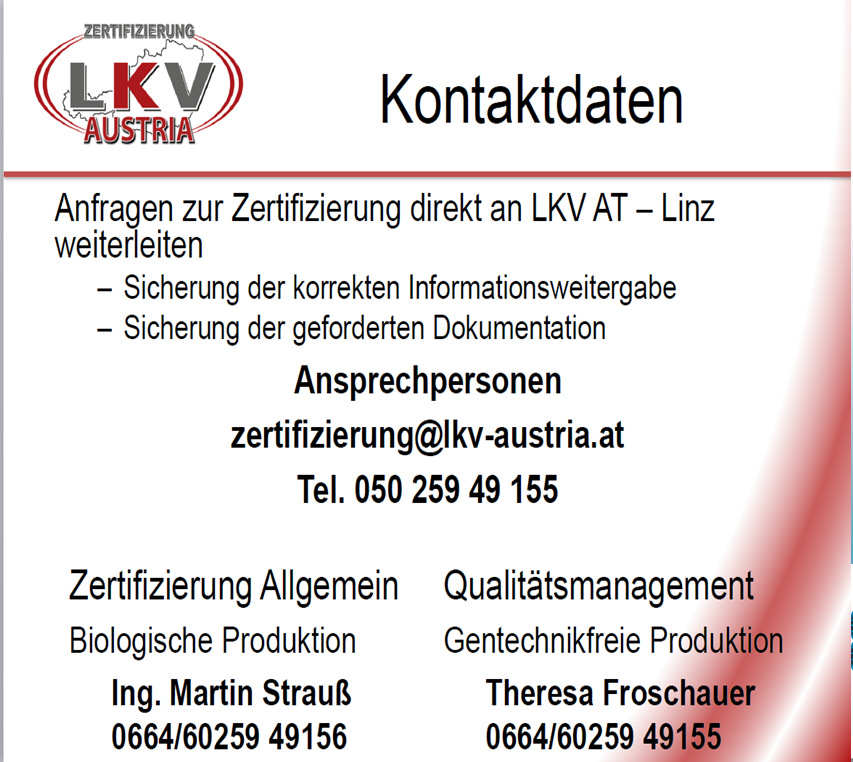 ZERTIFIZIERUNG
LKV
AUSTRIA
Kontaktdaten
Anfragen zur Zertifizierung direkt an LKV AT – Linz
weiterleiten
– Sicherung der korrekten Informationsweitergabe
– Sicherung der geforderten Dokumentation
Ansprechpersonen
zertifizierung@lkv-austria.at
Tel. 050 259 49 155
Zertifizierung Allgemein
Biologische Produktion
Ing. Martin Strauß
0664/60259 49156
Qualitätsmanagement
Gentechnikfreie Produktion
Theresa Froschauer
0664/60259 49155